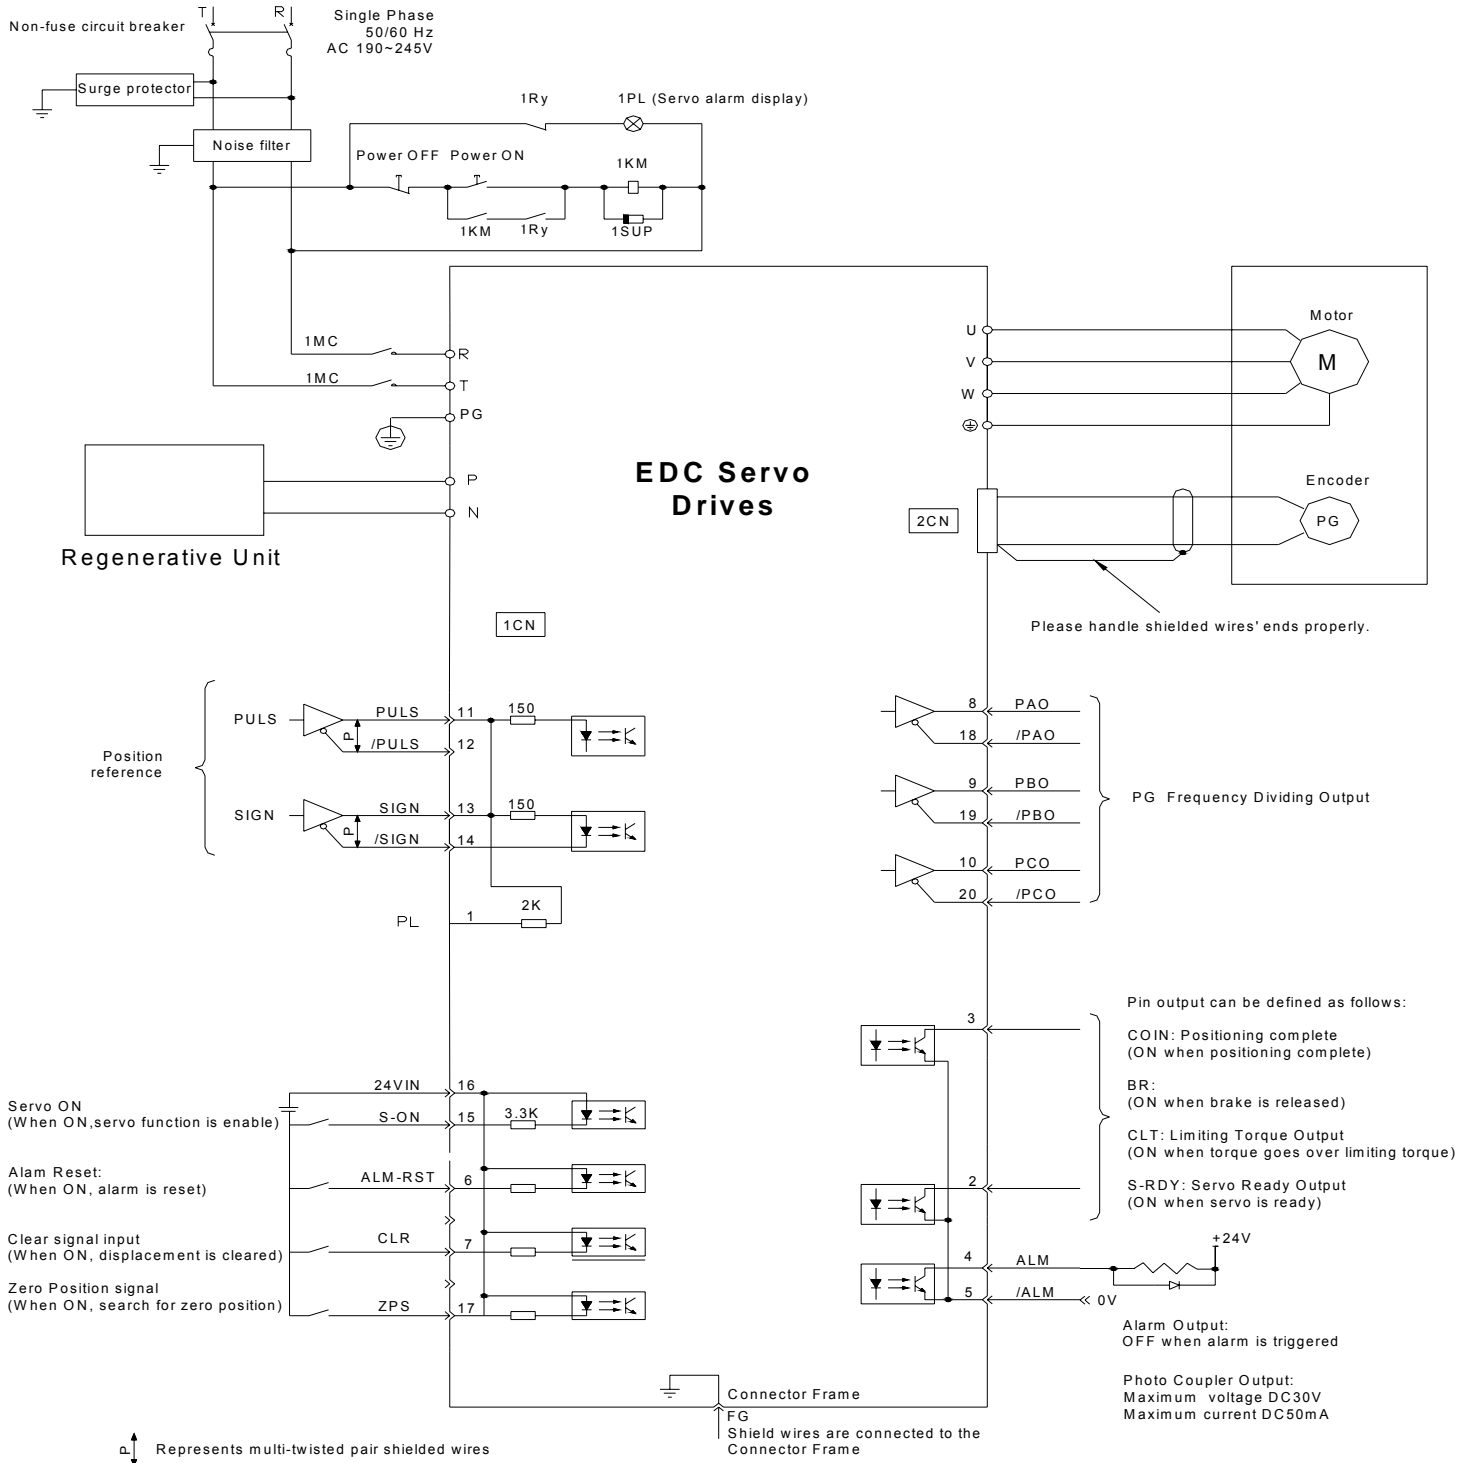 T
R
Non-fuse circuit breaker
Single Phase
50/60 Hz
AC 190~245V
Surge protector
Noise filter
1Ry
1PL (Servo alarm display)
Power OFF
Power ON
1KM
1KM
1Ry
1SUP
1MC
R
1MC
T
PG
P
N
Regenerative Unit
EDC Servo
Drives
U
V
W
Motor
M
2CN
Encoder
PG
Please handle shielded wires' ends properly.
1CN
Position
reference
PULS
P
PULS
11
150
/PULS
12
SIGN
P
SIGN
13
150
/SIGN
14
PL
1
2K
8
PAO
18
/PAO
9
PBO
19
/PBO
10
PCO
20
/PCO
PG Frequency Dividing Output
24VIN
16
Servo ON
(When ON,servo function is enable)
S-ON
15
3.3K
Alam Reset:
(When ON, alarm is reset)
ALM-RST
6
Clear signal input
(When ON, displacement is cleared)
CLR
7
Zero Position signal
(When ON, search for zero position)
ZPS
17
3
2
Pin output can be defined as follows:
COIN: Positioning complete
(ON when positioning complete)
BR:
(ON when brake is released)
CLT: Limiting Torque Output
(ON when torque goes over limiting torque)
S-RDY: Servo Ready Output
(ON when servo is ready)
4
ALM
+24V
5
/ALM
0V
Alarm Output:
OFF when alarm is triggered
Photo Coupler Output:
Maximum voltage DC30V
Maximum current DC50mA
Connector Frame
FG
Shield wires are connected to the
Connector Frame
P
Represents multi-twisted pair shielded wires